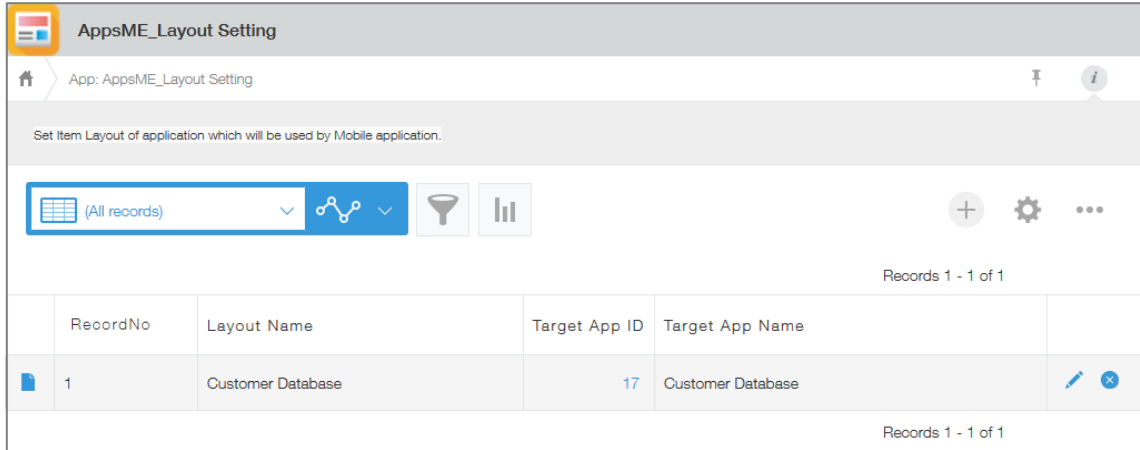 AppsME_Layout Setting
App: AppsME_Layout Setting
Set Item Layout of application which will be used by Mobile application.
(All records)
Records 1 - 1 of 1
RecordNo Layout Name Target App ID Target App Name
1 Customer Database 17 Customer Database
Records 1 - 1 of 1